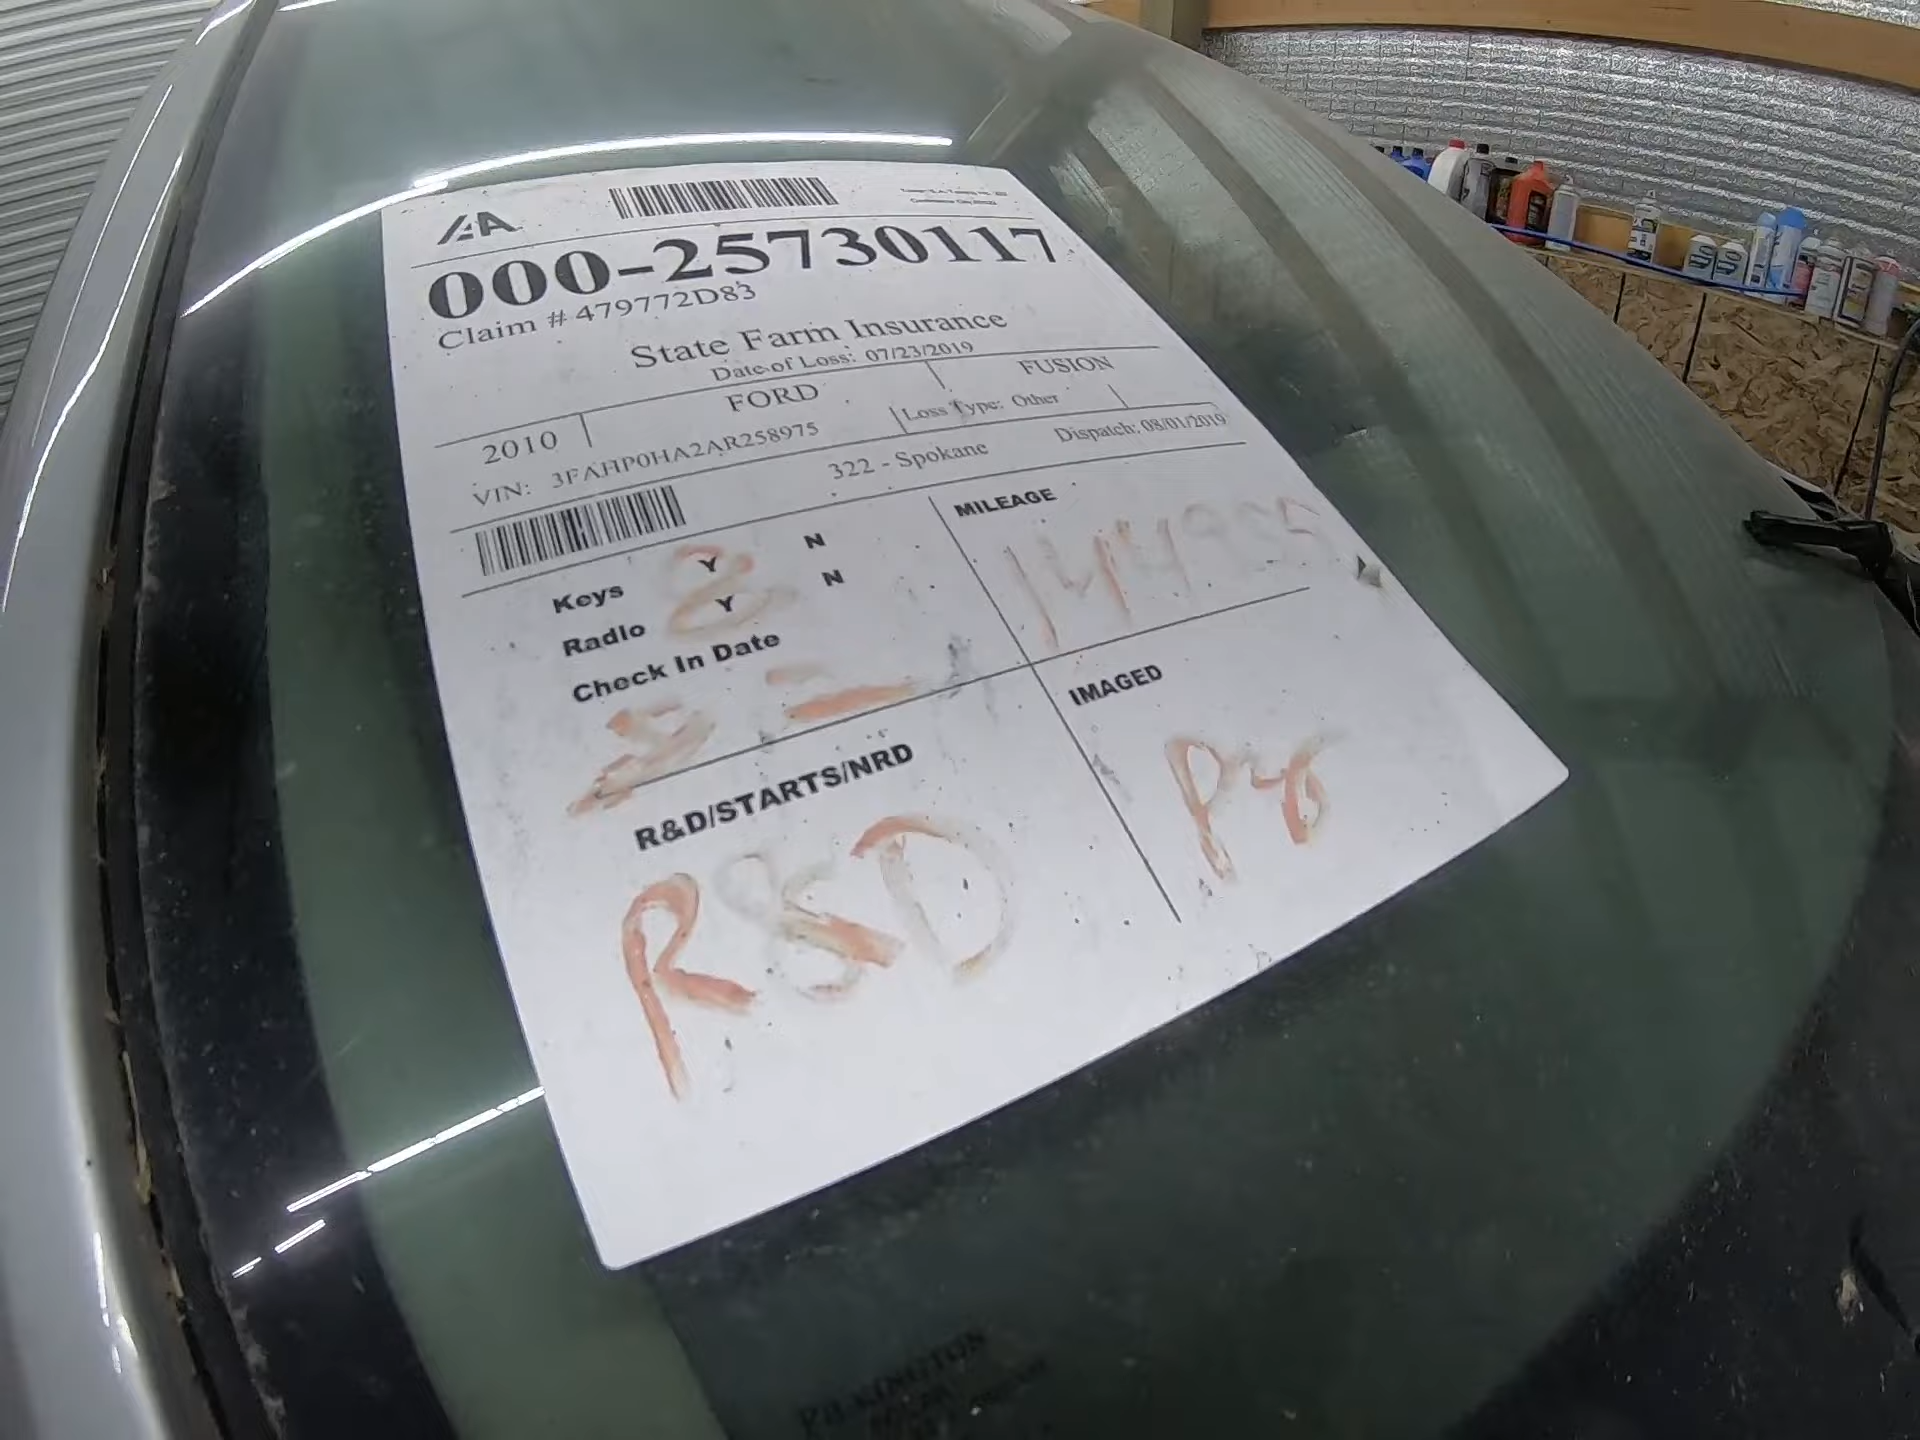 IAA
000-25730117
Claim # 479772D83
State Farm Insurance
Date of Loss: 07/23/2019
2010 FORD FUSION
VIN: 3FAHP0HA2AR258975 Loss Type: Other
322 - Spokane Dispatch: 08/01/2019
Keys Y N
Radio Y N
Check In Date
MILEAGE
R&D/STARTS/NRD
R&D
IMAGED
PILKINGTON